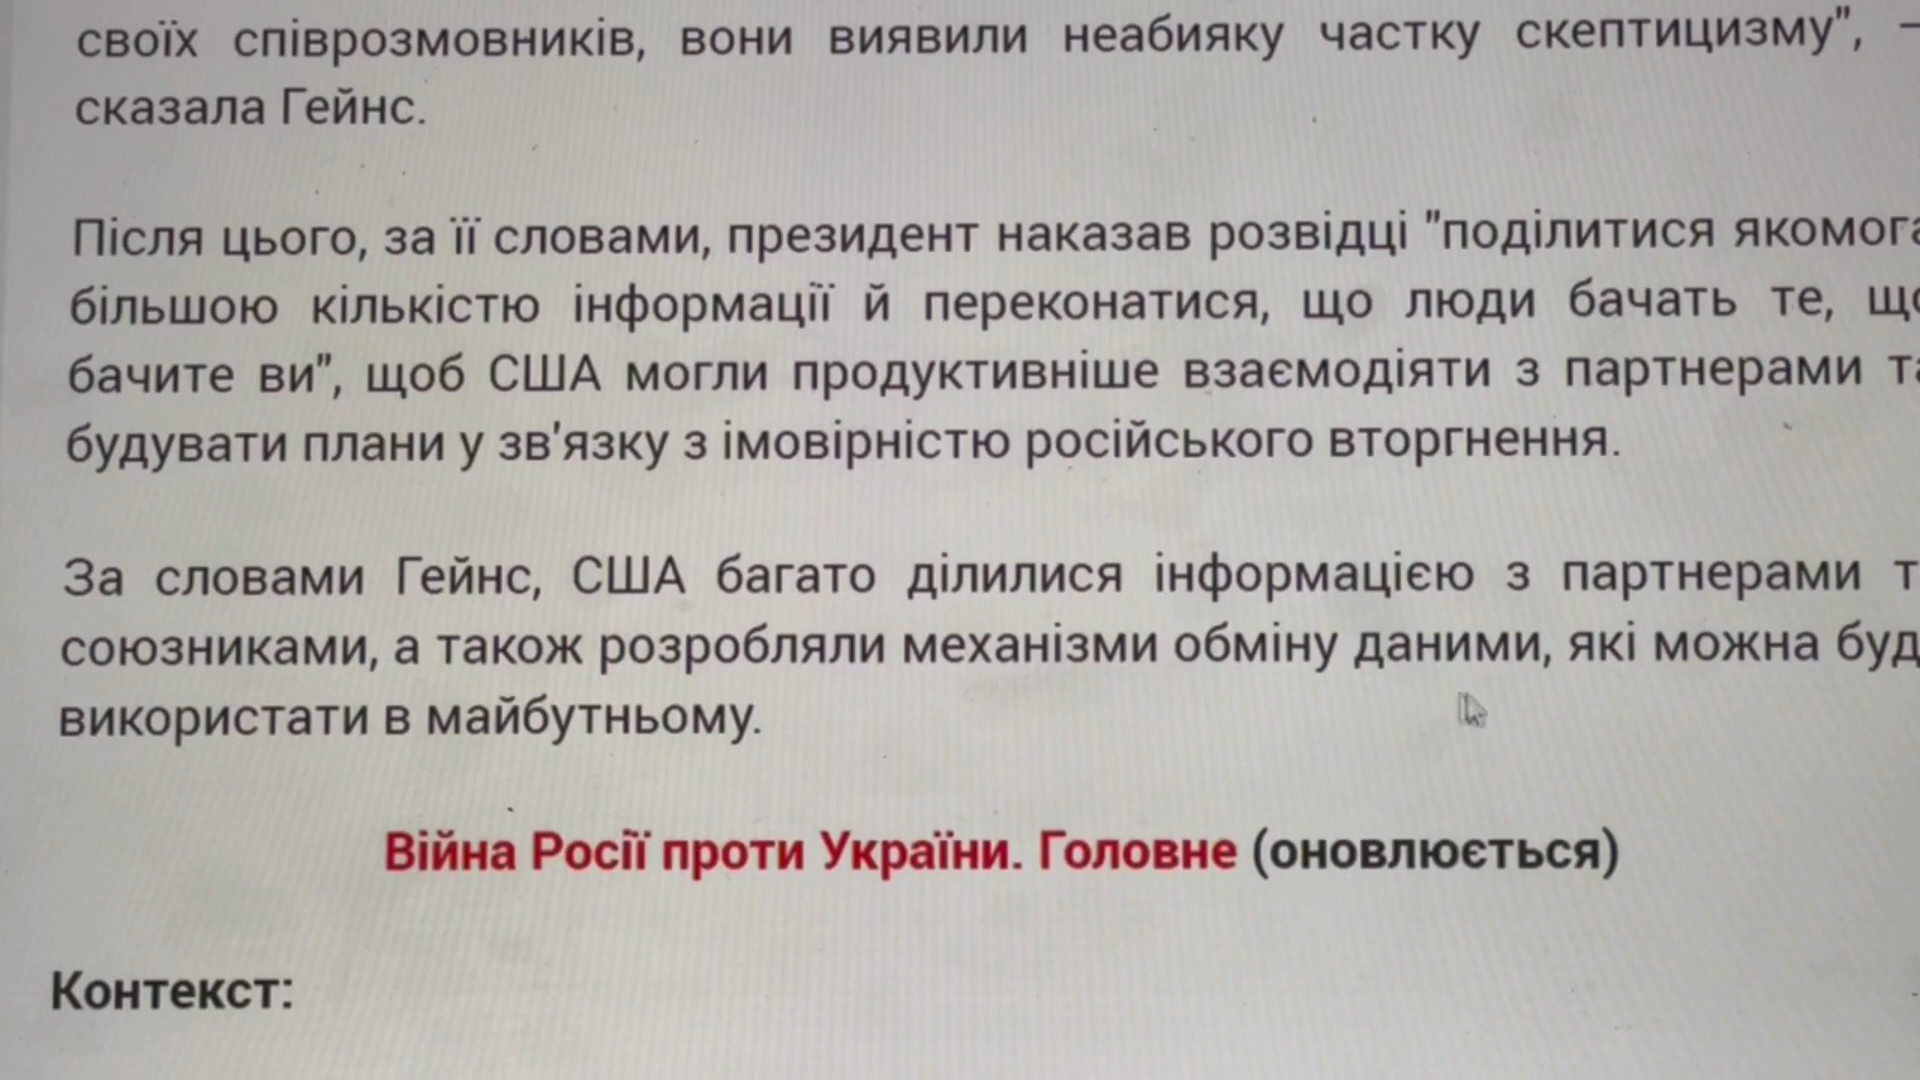 своїх співрозмовників, вони виявили неабияку частку скептицизму", –
сказала Гейнс.
Після цього, за її словами, президент наказав розвідці "поділитися якомога
більшою кількістю інформації й переконатися, що люди бачать те, що
бачите ви", щоб США могли продуктивніше взаємодіяти з партнерами та
будувати плани у зв'язку з імовірністю російського вторгнення.
За словами Гейнс, США багато ділилися інформацією з партнерами т
союзниками, а також розробляли механізми обміну даними, які можна буд
використати в майбутньому.
Війна Росії проти України. Головне (оновлюється)
Контекст: